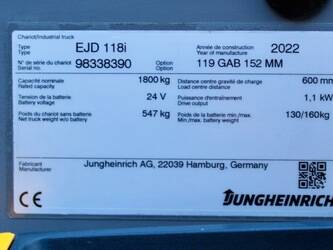 Chariot/Industrial truck
Type
Type
EJD 118i
Année de construction
Year of manufacture
2022
N° de série du chariot
Serial no.
98338390
Option
Option
119 GAB 152 MM
Capacité nominale
Rated capacity
1800 kg
Distance centre gravité de charge
Load centre distance
600 mm
Tension de la batterie
Battery voltage
24 V
Puissance d'entraînement
Drive output
1,1 kW
Poids du chariot sans batterie
Net truck weight w/o battery
547 kg
Poids de la batterie min./max.
Min./max. battery weight
130/160 kg
Fabricant
Manufacturer
Jungheinrich AG, 22039 Hamburg, Germany
CE
JUNGHEINRICH